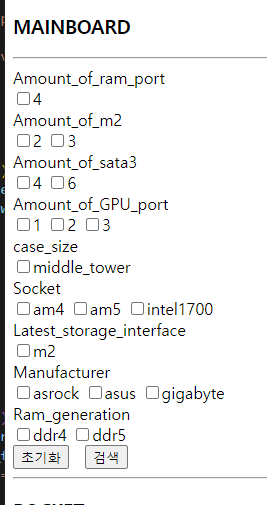 MAINBOARD
Amount_of_ram_port
4
Amount_of_m2
2 3
Amount_of_sata3
4 6
Amount_of_GPU_port
1 2 3
case_size
middle_tower
Socket
am4 am5 intel1700
Latest_storage_interface
m2
Manufacturer
asrock asus gigabyte
Ram_generation
ddr4 ddr5
초기화 검색